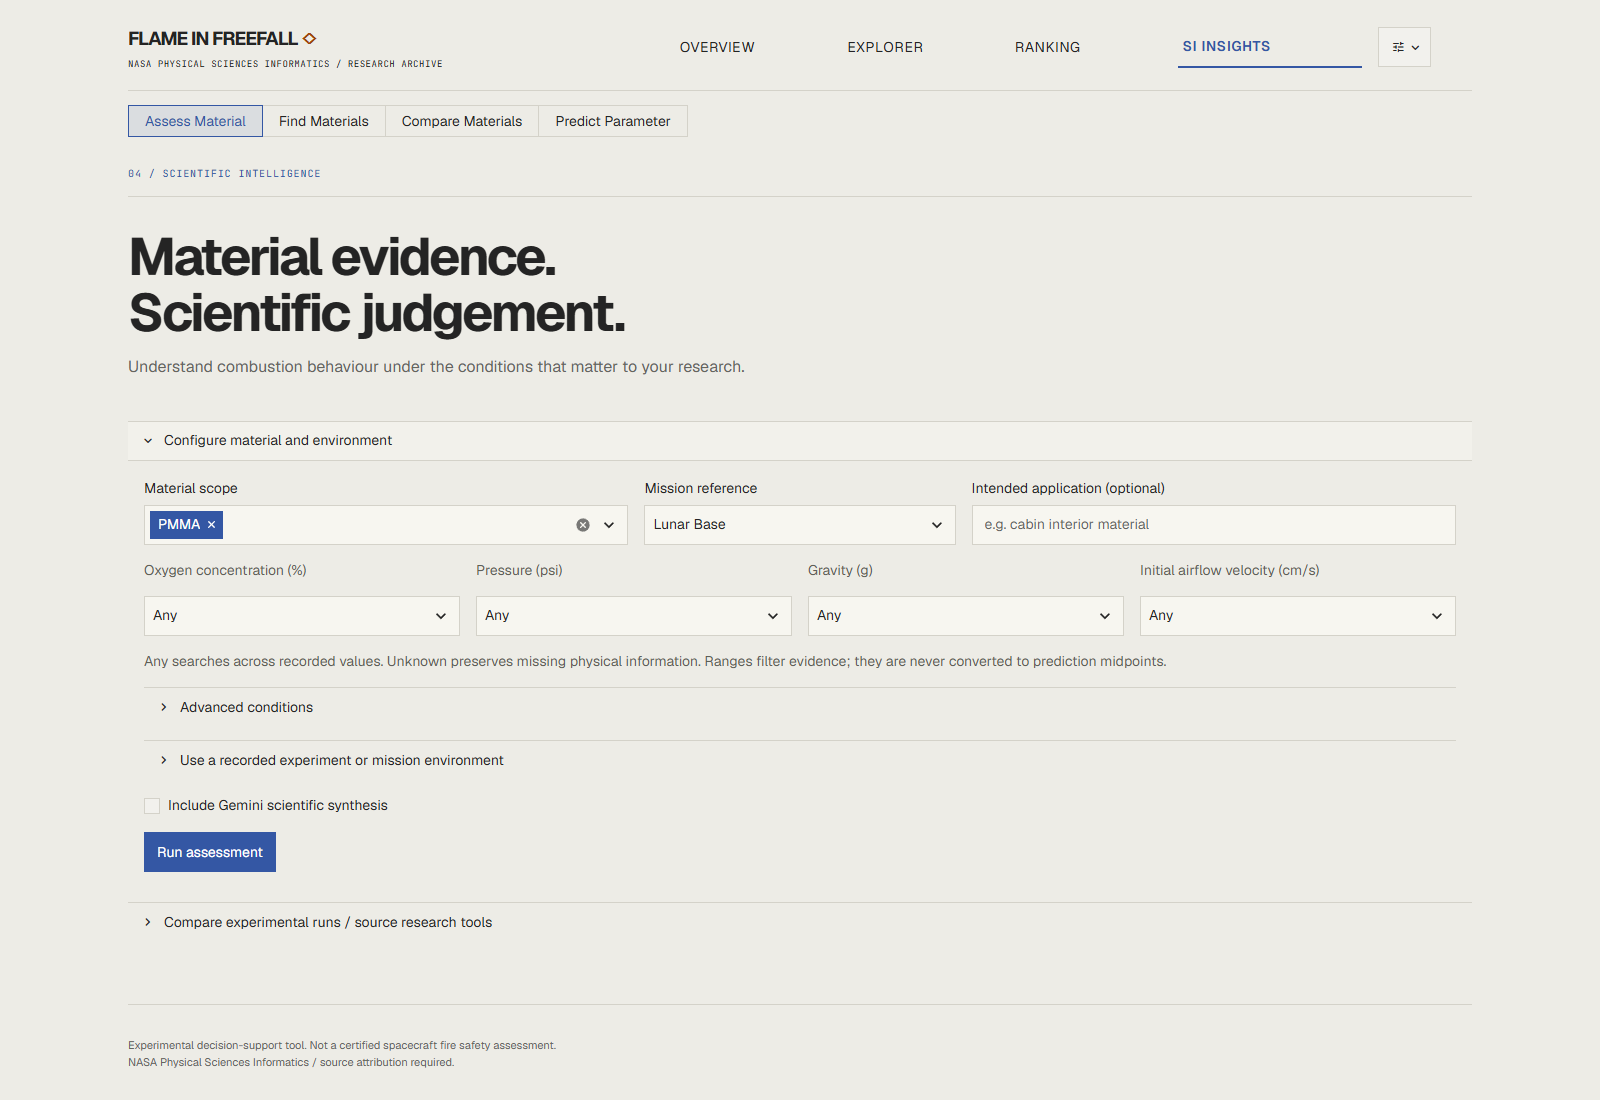 FLAME IN FREEFALL
NASA PHYSICAL SCIENCES INFORMATICS / RESEARCH ARCHIVE
OVERVIEW
EXPLORER
RANKING
SI INSIGHTS
Assess Material
Find Materials
Compare Materials
Predict Parameter
04 / SCIENTIFIC INTELLIGENCE
Material evidence.
Scientific judgement.
Understand combustion behaviour under the conditions that matter to your research.
Configure material and environment
Material scope
Mission reference
Intended application (optional)
PMMA ×
Lunar Base
e.g. cabin interior material
Oxygen concentration (%)
Pressure (psi)
Gravity (g)
Initial airflow velocity (cm/s)
Any
Any
Any
Any
Any searches across recorded values. Unknown preserves missing physical information. Ranges filter evidence; they are never converted to prediction midpoints.
Advanced conditions
Use a recorded experiment or mission environment
Include Gemini scientific synthesis
Run assessment
Compare experimental runs / source research tools
Experimental decision-support tool. Not a certified spacecraft fire safety assessment.
NASA Physical Sciences Informatics / source attribution required.